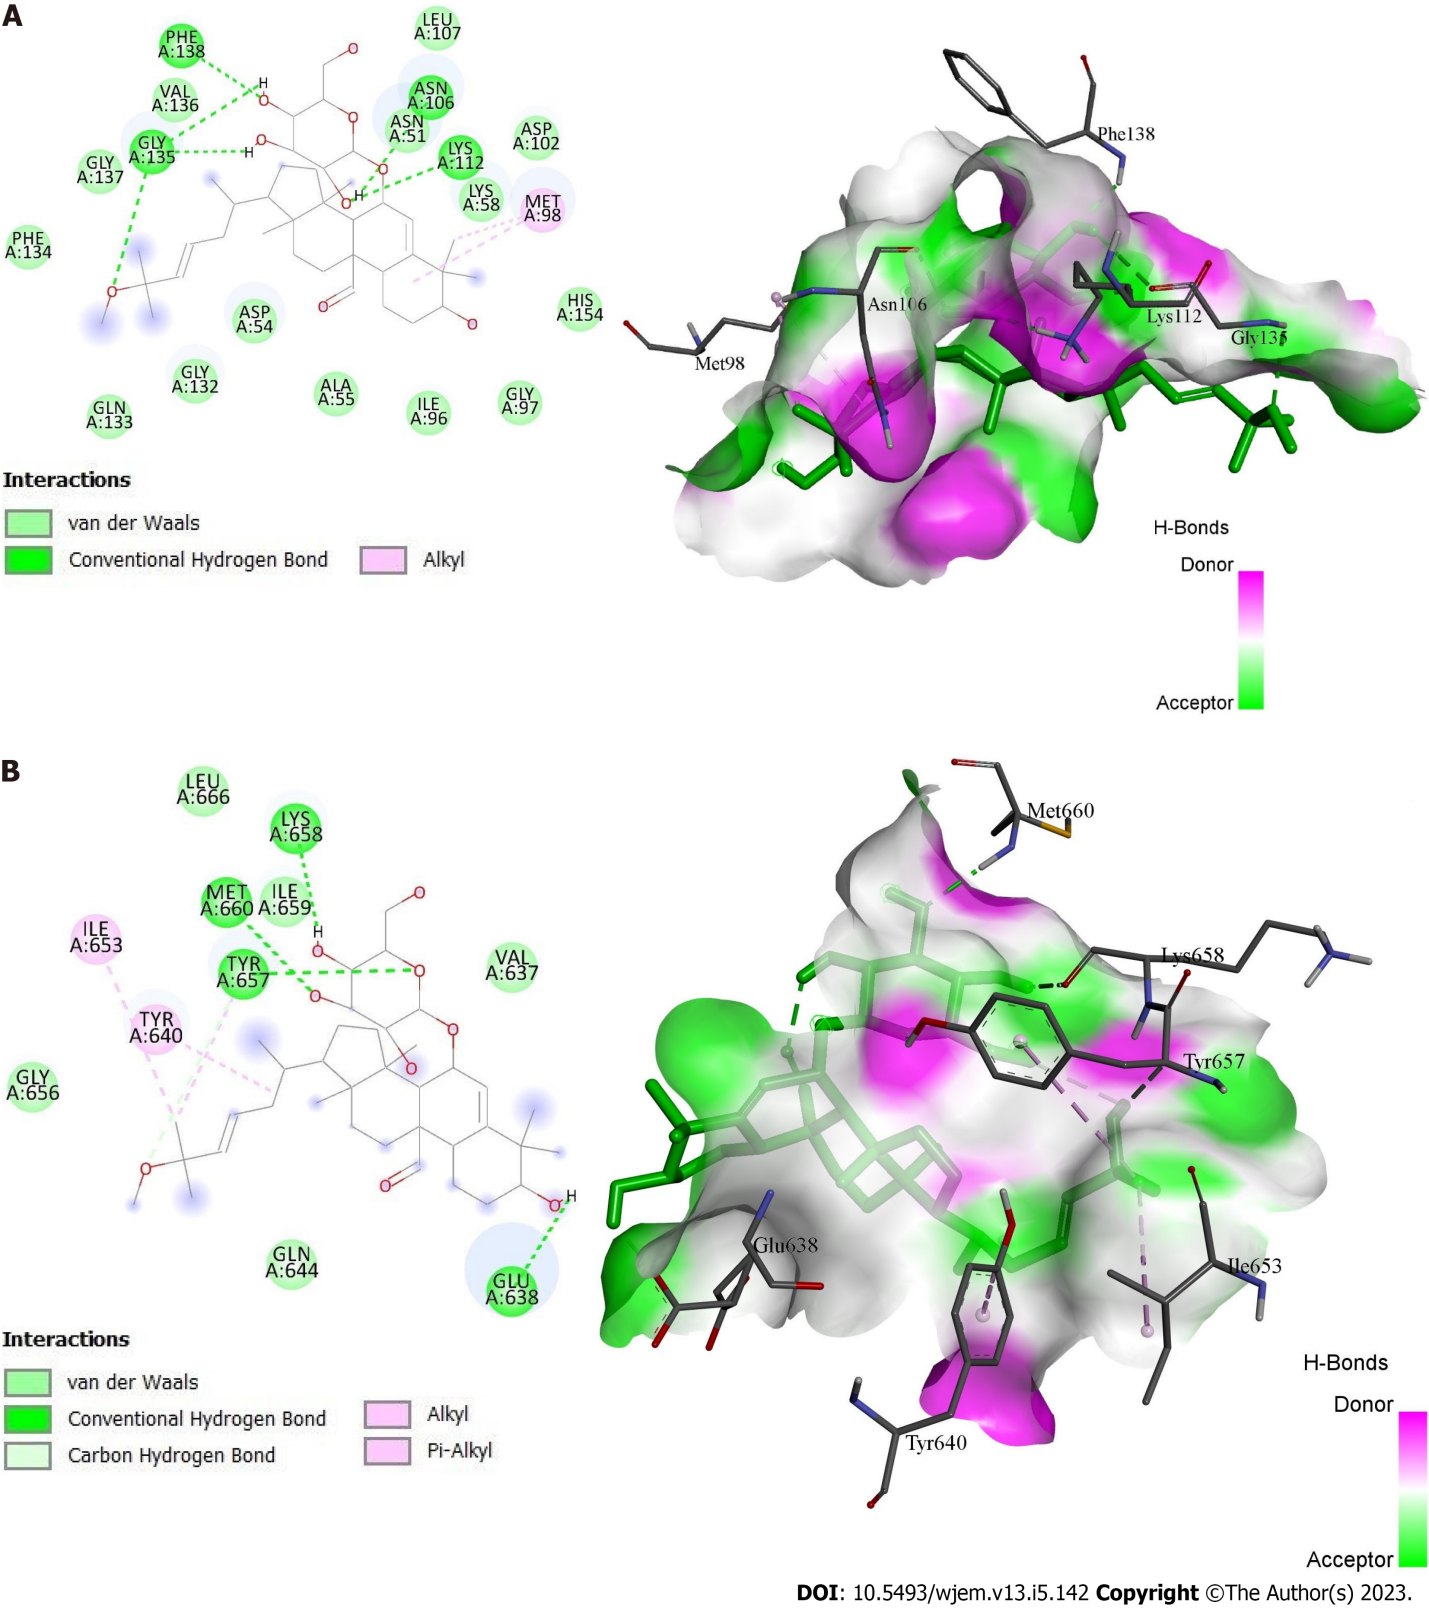 A
PHE
A:138
LEU
A:107
VAL
A:136
ASN
A:106
ASN
A:51
GLY
A:135
ASP
A:102
LYS
A:112
GLY
A:137
LYS
A:58
MET
A:98
PHE
A:134
ASP
A:54
HIS
A:154
GLY
A:132
ALA
A:55
GLN
A:133
ILE
A:96
GLY
A:97
H
O
O
O
O
H
O
H
O
O
O
O
O
Interactions
van der Waals
Conventional Hydrogen Bond
Alkyl
Phe138
Asn106
Lys112
Gly135
Met98
H-Bonds
Donor
Acceptor
B
LEU
A:666
LYS
A:658
MET
A:660
ILE
A:659
ILE
A:653
TYR
A:657
VAL
A:637
TYR
A:640
GLY
A:656
GLN
A:644
GLU
A:638
O
H
O
O
O
O
O
O
O
O
H
Interactions
van der Waals
Conventional Hydrogen Bond
Carbon Hydrogen Bond
Alkyl
Pi-Alkyl
Met660
Lys658
Tyr657
Glu638
Ile653
Tyr640
H-Bonds
Donor
Acceptor
DOI: 10.5493/wjem.v13.i5.142 Copyright ©The Author(s) 2023.